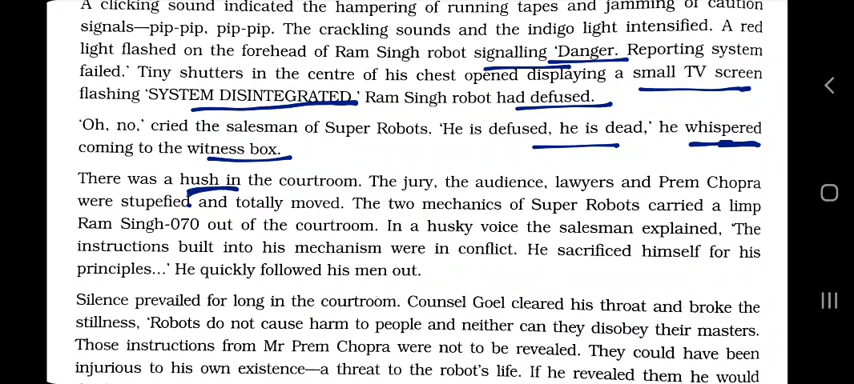 A clicking sound indicated the hampering of running tapes and jamming of caution
signals—pip-pip, pip-pip. The crackling sounds and the indigo light intensified. A red
light flashed on the forehead of Ram Singh robot signalling ‘Danger. Reporting system
failed.’ Tiny shutters in the centre of his chest opened displaying a small TV screen
flashing ‘SYSTEM DISINTEGRATED.’ Ram Singh robot had defused.
‘Oh, no,’ cried the salesman of Super Robots. ‘He is defused, he is dead,’ he whispered
coming to the witness box.
There was a hush in the courtroom. The jury, the audience, lawyers and Prem Chopra
were stupefied and totally moved. The two mechanics of Super Robots carried a limp
Ram Singh-070 out of the courtroom. In a husky voice the salesman explained, ‘The
instructions built into his mechanism were in conflict. He sacrificed himself for his
principles...’ He quickly followed his men out.
Silence prevailed for long in the courtroom. Counsel Goel cleared his throat and broke the
stillness, ‘Robots do not cause harm to people and neither can they disobey their masters.
Those instructions from Mr Prem Chopra were not to be revealed. They could have been
injurious to his own existence—a threat to the robot’s life. If he revealed them he would